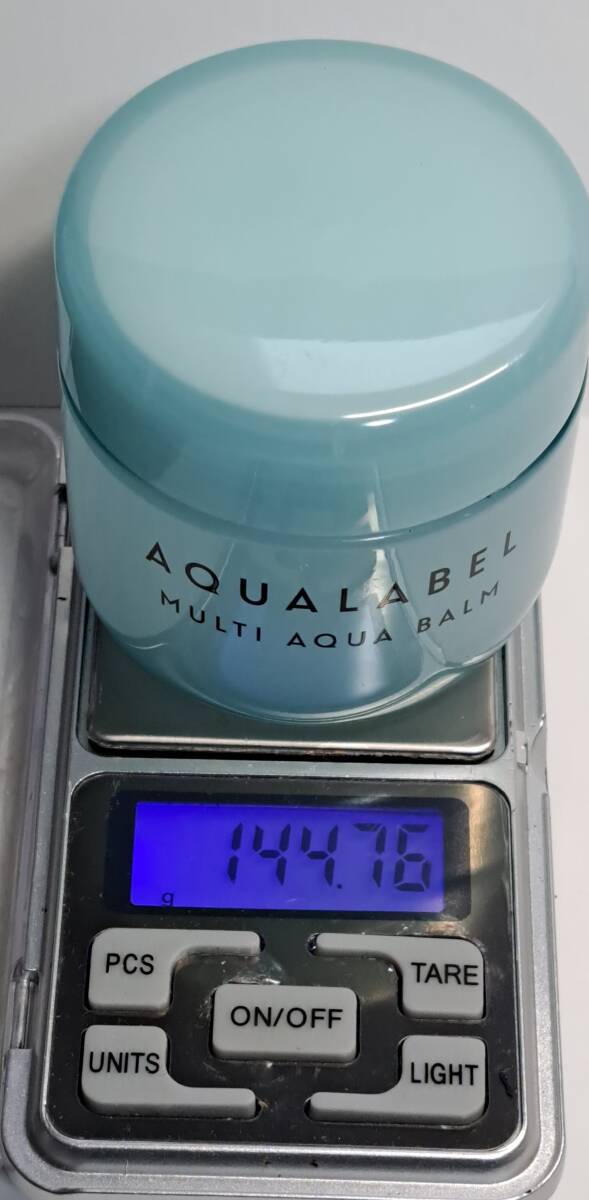 AQUALABEL
MULTI AQUA BALM
144.76
g
PCS
TARE
ON/OFF
UNITS
LIGHT